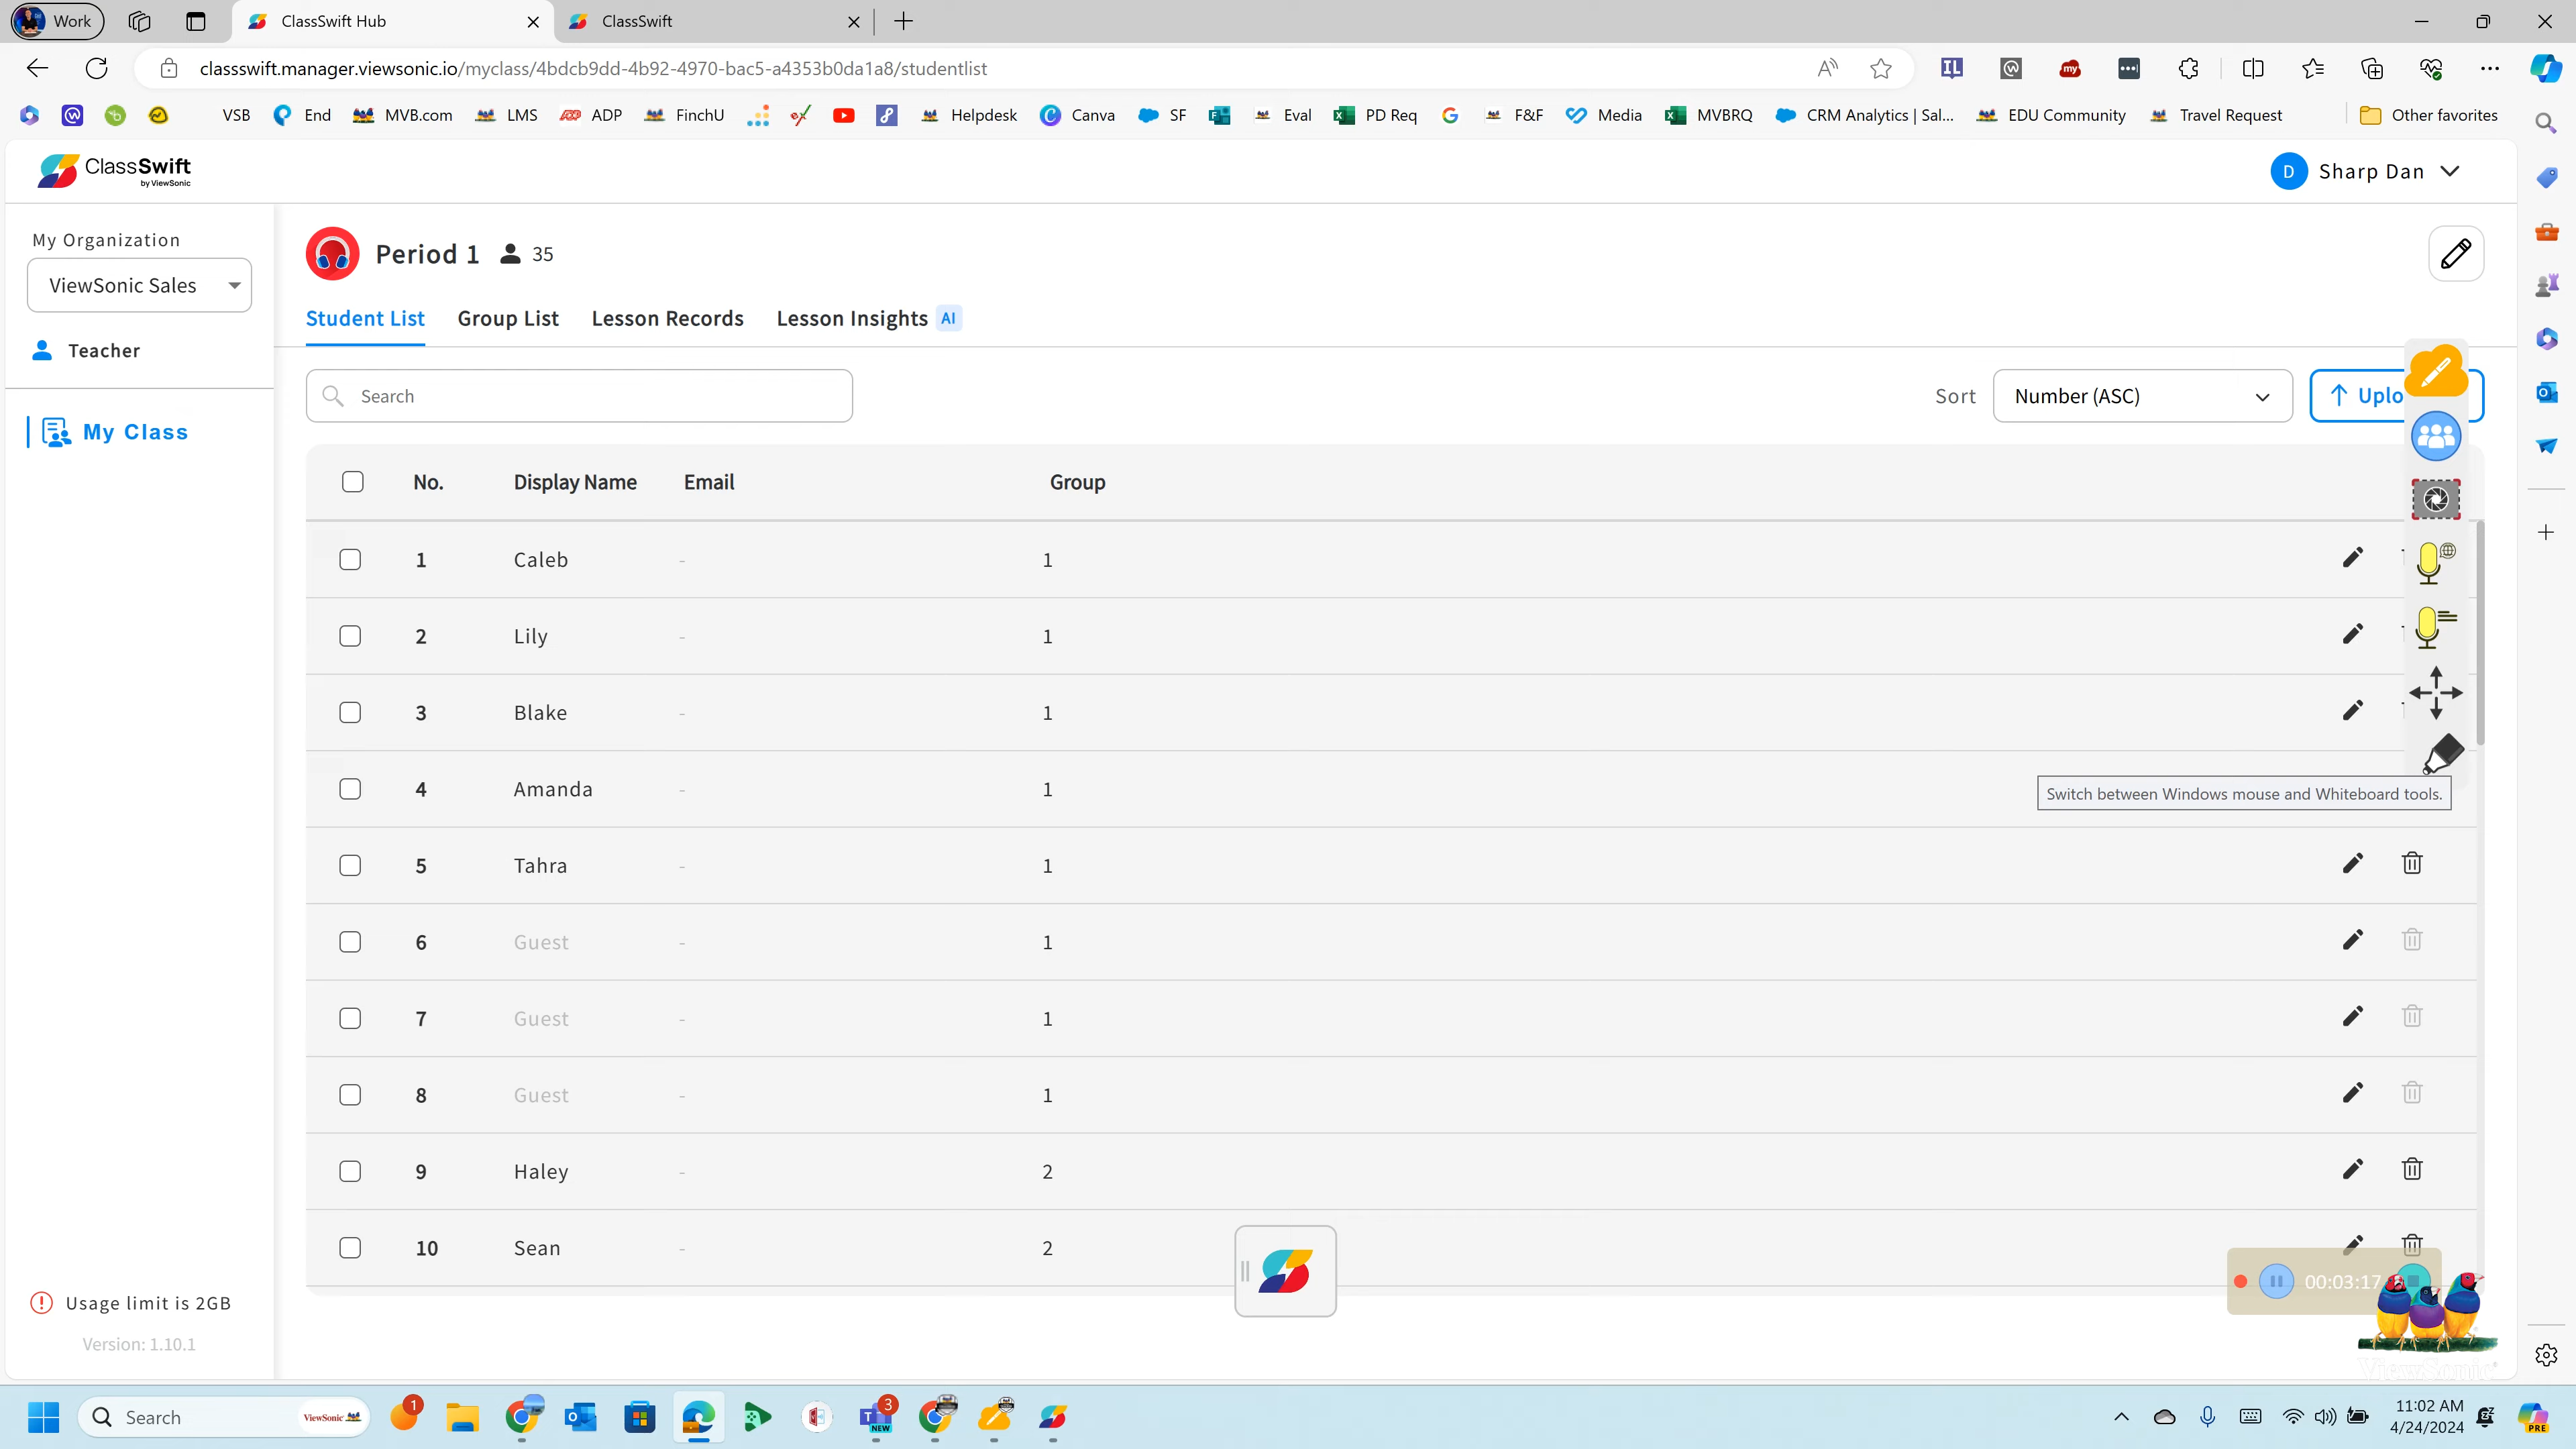 Work
ClassSwift Hub
ClassSwift
classswift.manager.viewsonic.io/myclass/4bdcb9dd-4b92-4970-bac5-a4353b0da1a8/studentlist
VSB End MVB.com LMS ADP FinchU Helpdesk Canva SF Eval PD Req F&F Media MVBRQ CRM Analytics | Sal... EDU Community Travel Request Other favorites
ClassSwift
by ViewSonic
D Sharp Dan
My Organization
ViewSonic Sales
Teacher
My Class
Period 1 35
Student List Group List Lesson Records Lesson Insights AI
Search
Sort Number (ASC) Uplo
No. Display Name Email Group
1 Caleb - 1
2 Lily - 1
3 Blake - 1
4 Amanda - 1
Switch between Windows mouse and Whiteboard tools.
5 Tahra - 1
6 Guest - 1
7 Guest - 1
8 Guest - 1
9 Haley - 2
10 Sean - 2
00:03:17
Usage limit is 2GB
Version: 1.10.1
ViewSonic
Search ViewSonic 1 3 NEW
11:02 AM
4/24/2024
PRE